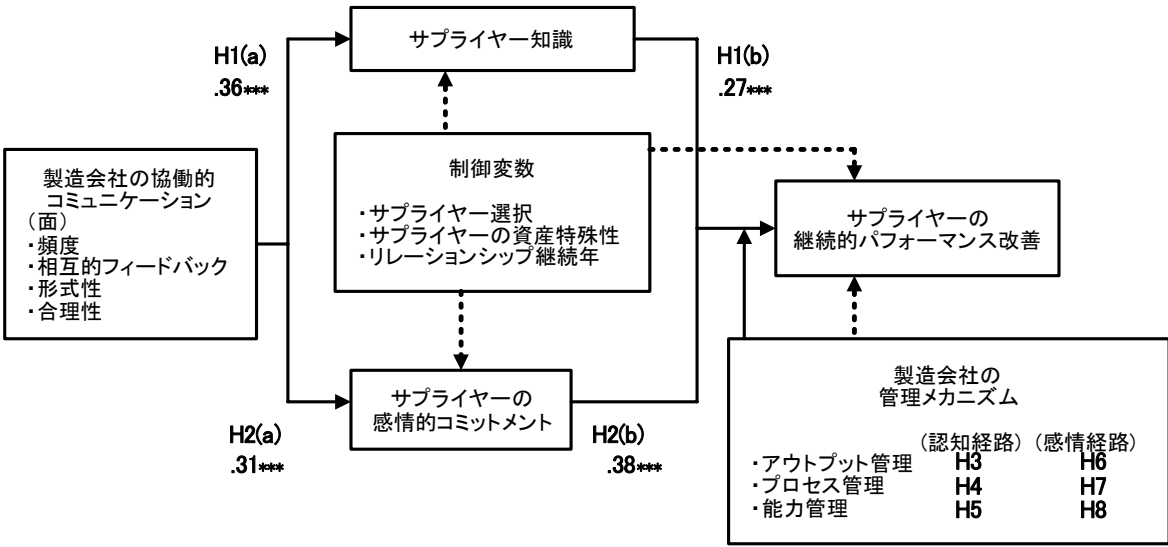 サプライヤー知識
H1(a)
.36***
H1(b)
.27***
製造会社の協働的
コミュニケーション
（面）
・頻度
・相互的フィードバック
・形式性
・合理性
制御変数
・サプライヤー選択
・サプライヤーの資産特殊性
・リレーションシップ継続年
サプライヤーの
継続的パフォーマンス改善
サプライヤーの
感情的コミットメント
H2(a)
.31***
H2(b)
.38***
製造会社の
管理メカニズム
（認知経路）（感情経路）
・アウトプット管理 H3 H6
・プロセス管理 H4 H7
・能力管理 H5 H8